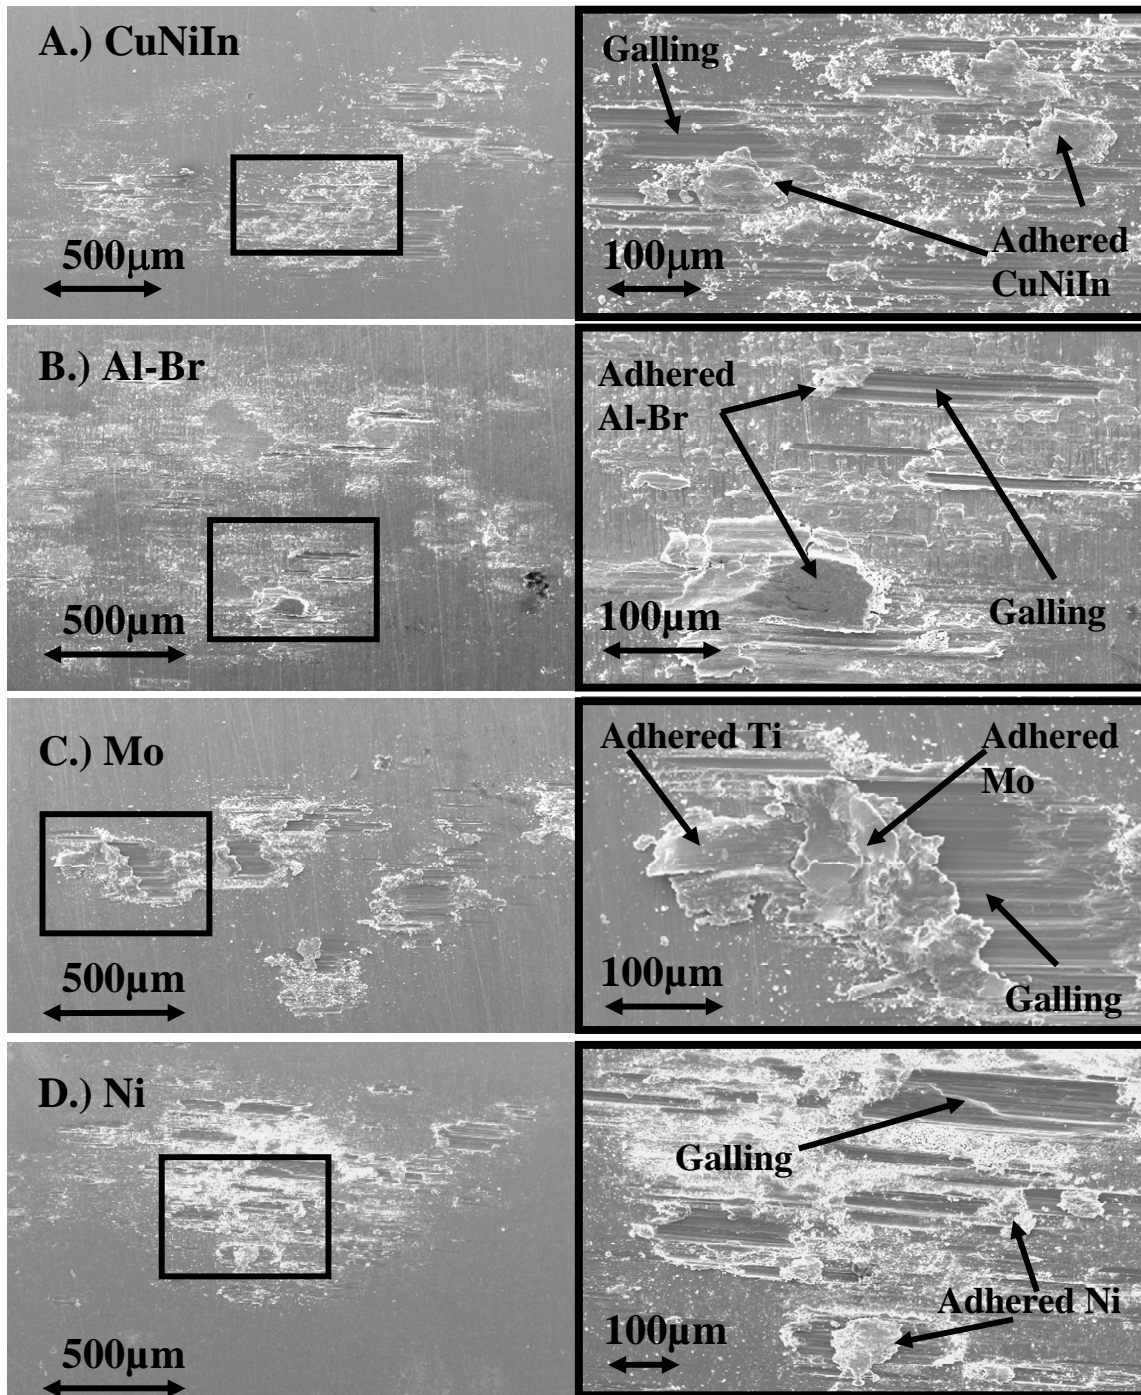 A.) CuNiIn
500μm
Galling
Adhered
CuNiIn
100μm
B.) Al-Br
500μm
Adhered
Al-Br
Galling
100μm
C.) Mo
500μm
Adhered Ti
Adhered
Mo
100μm
Galling
D.) Ni
500μm
Galling
Adhered Ni
100μm